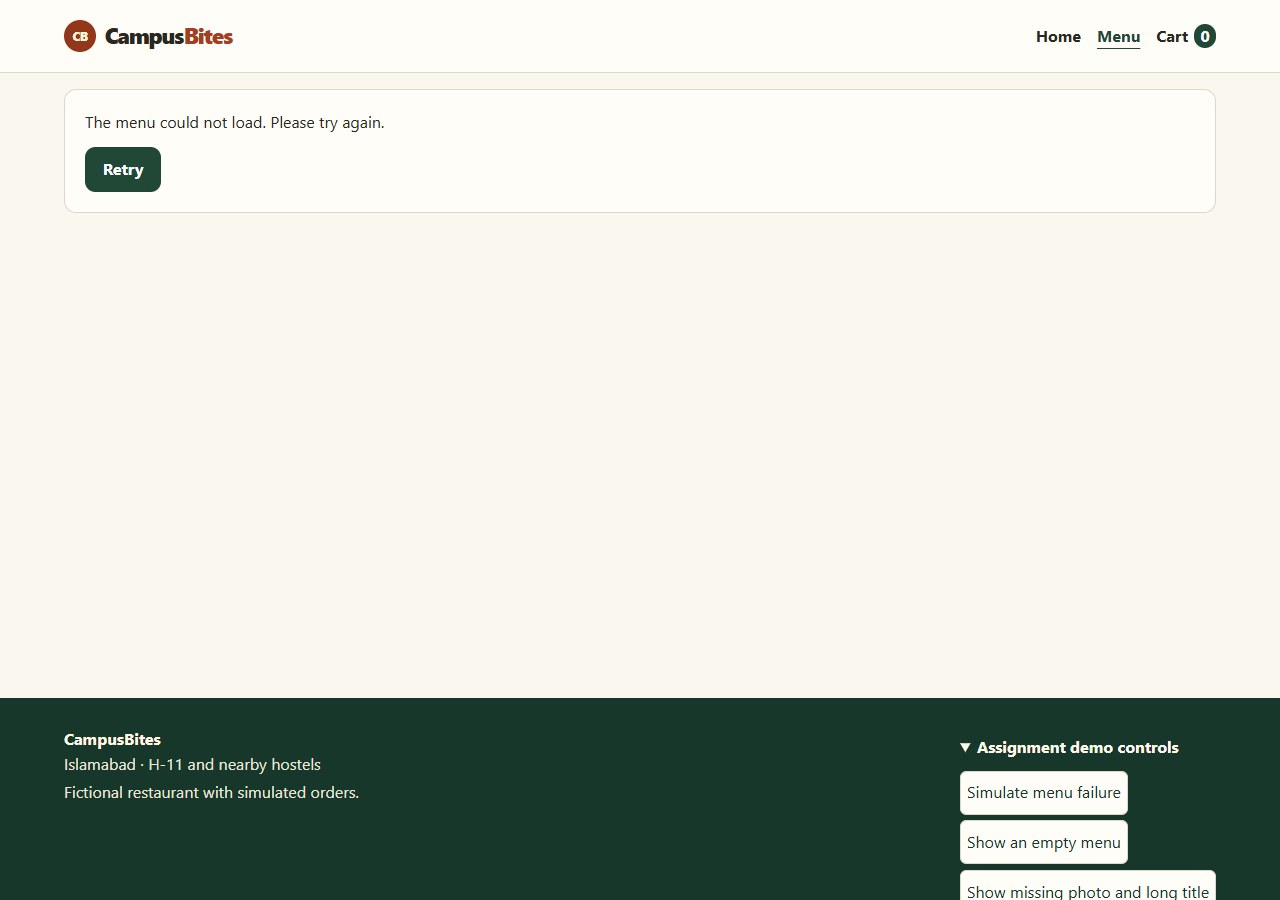 CB CampusBites
Home Menu Cart 0
The menu could not load. Please try again.
Retry
CampusBites
Islamabad · H-11 and nearby hostels
Fictional restaurant with simulated orders.
▼ Assignment demo controls
Simulate menu failure
Show an empty menu
Show missing photo and long title